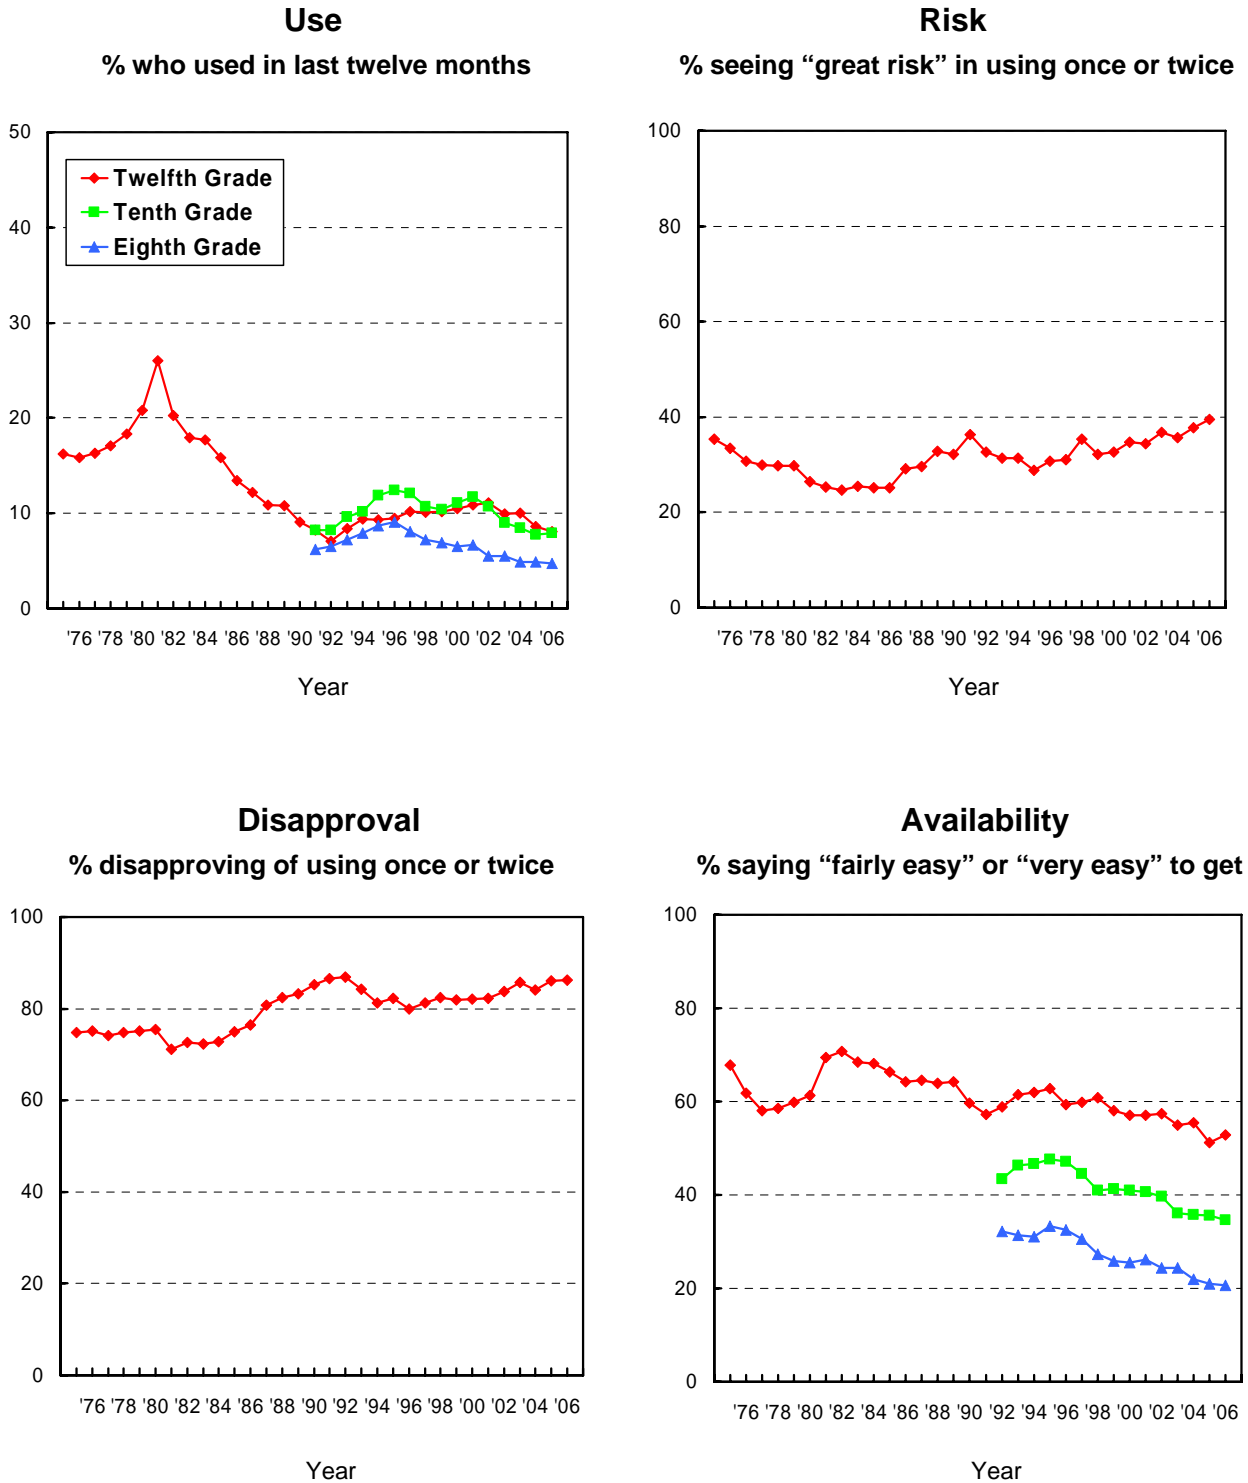 Use
% who used in last twelve months
50
40
30
20
10
0
Twelfth Grade
Tenth Grade
Eighth Grade
'76 '78 '80 '82 '84 '86 '88 '90 '92 '94 '96 '98 '00 '02 '04 '06
Year
Risk
% seeing “great risk” in using once or twice
100
80
60
40
20
0
'76 '78 '80 '82 '84 '86 '88 '90 '92 '94 '96 '98 '00 '02 '04 '06
Year
Disapproval
% disapproving of using once or twice
100
80
60
40
20
0
'76 '78 '80 '82 '84 '86 '88 '90 '92 '94 '96 '98 '00 '02 '04 '06
Year
Availability
% saying “fairly easy” or “very easy” to get
100
80
60
40
20
0
'76 '78 '80 '82 '84 '86 '88 '90 '92 '94 '96 '98 '00 '02 '04 '06
Year